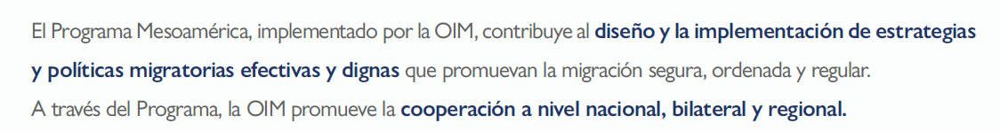 El Programa Mesoamérica, implementado por la OIM, contribuye al diseño y la implementación de estrategias
y políticas migratorias efectivas y dignas que promuevan la migración segura, ordenada y regular.
A través del Programa, la OIM promueve la cooperación a nivel nacional, bilateral y regional.